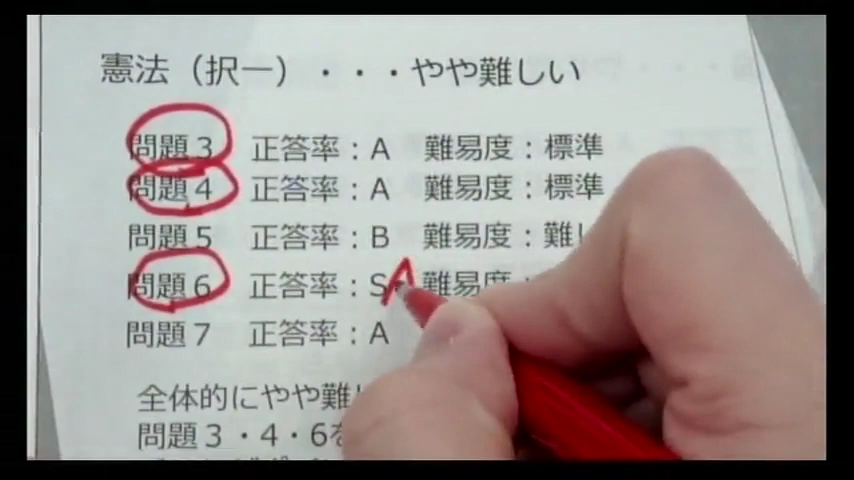 憲法（択一）・・・やや難しい
問題3 正答率：A 難易度：標準
問題4 正答率：A 難易度：標準
問題5 正答率：B 難易度：難
問題6 正答率：S A 難易度：
問題7 正答率：A
全体的にやや難
問題3・4・6を